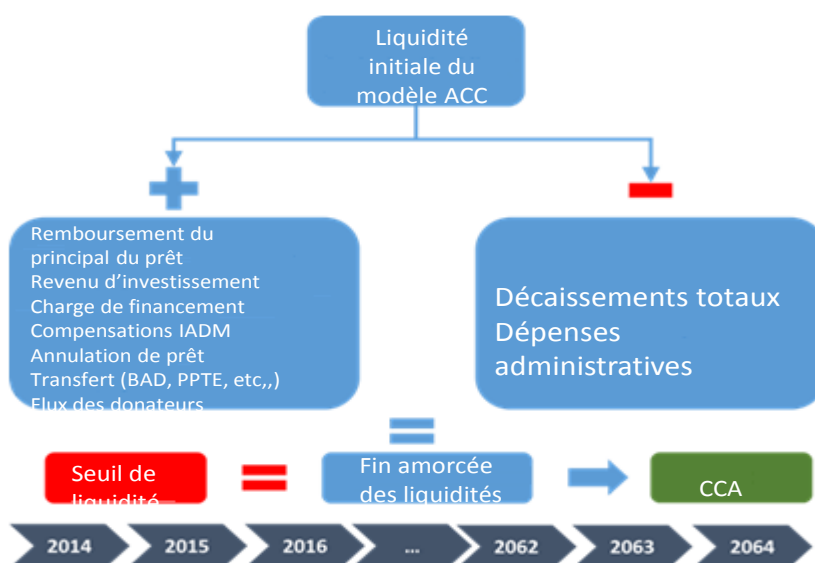 Liquidité
initiale du
modèle ACC
Remboursement du
principal du prêt
Revenu d’investissement
Charge de financement
Compensations IADM
Annulation de prêt
Transfert (BAD, PPTE, etc,,)
Flux des donateurs
Décaissements totaux
Dépenses
administratives
Seuil de
liquidité
Fin amorcée
des liquidités
CCA
2014 2015 2016 ... 2062 2063 2064